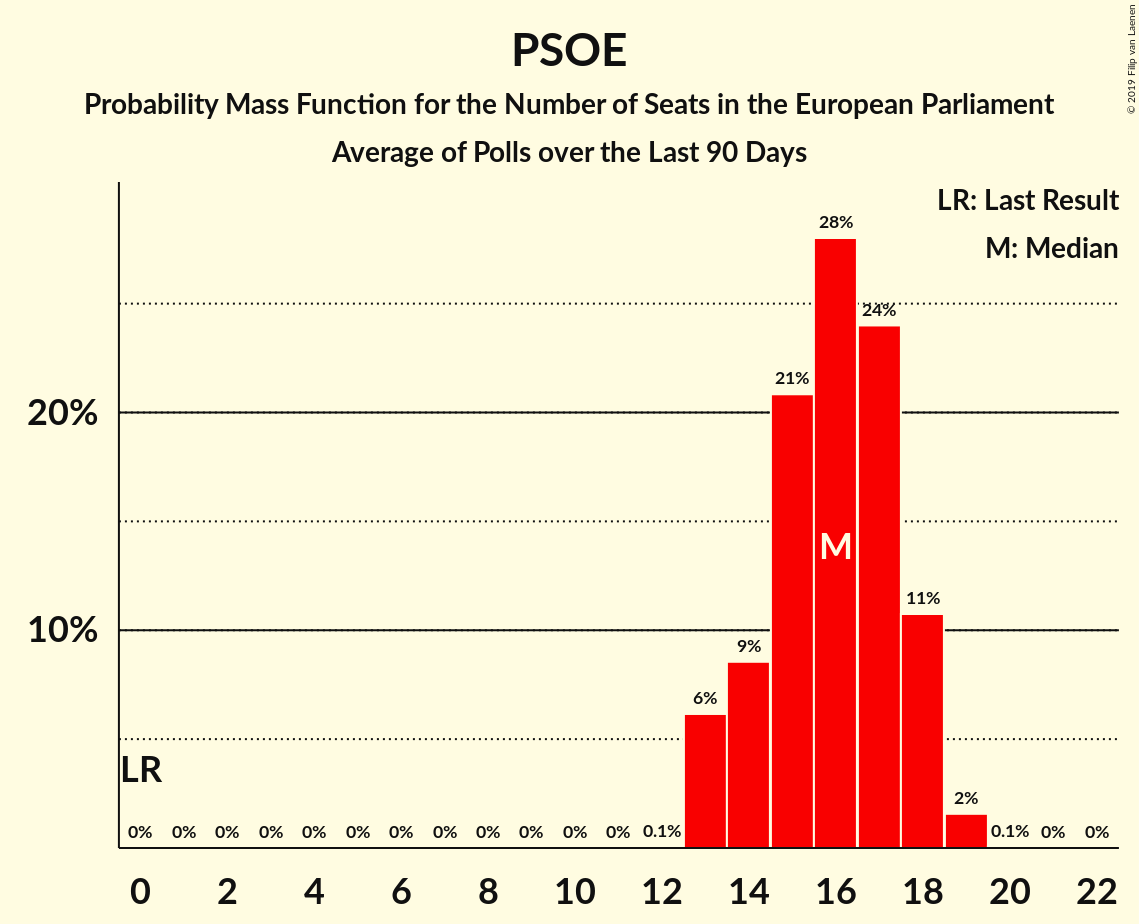 PSOE
Probability Mass Function for the Number of Seats in the European Parliament
Average of Polls over the Last 90 Days
© 2019 Filip van Laenen
LR: Last Result
M: Median
28%
24%
21%
20%
M
11%
10%
9%
6%
LR
2%
0% 0% 0% 0% 0% 0% 0% 0% 0% 0% 0% 0% 0.1% 0.1% 0% 0%
0 2 4 6 8 10 12 14 16 18 20 22